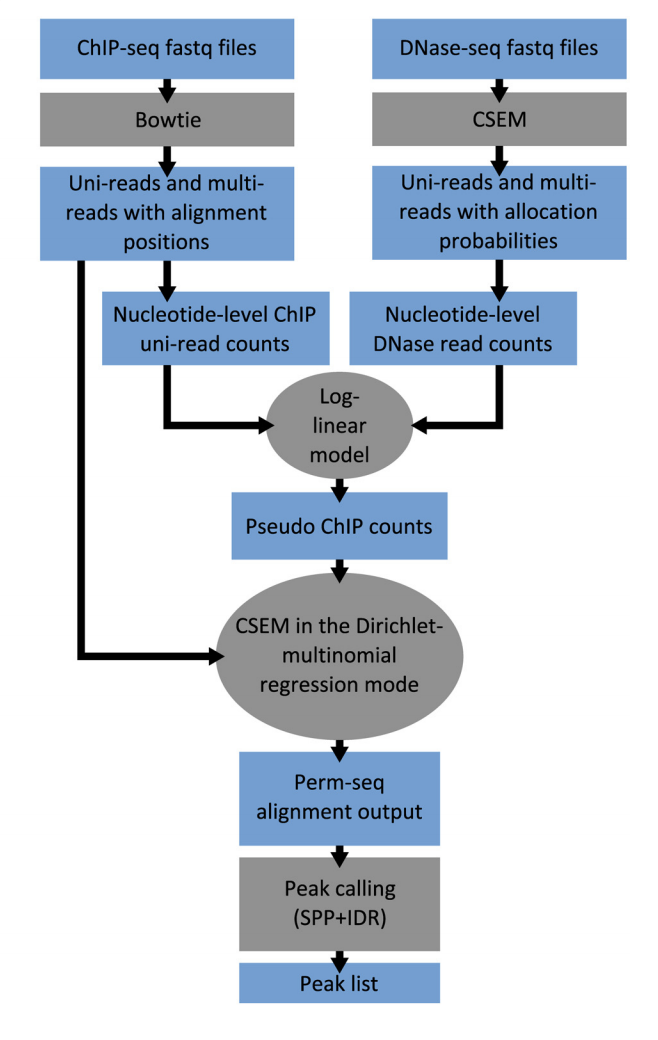 ChIP-seq fastq files
DNase-seq fastq files
Bowtie
CSEM
Uni-reads and multi-
reads with alignment
positions
Uni-reads and multi-
reads with allocation
probabilities
Nucleotide-level ChIP
uni-read counts
Nucleotide-level
DNase read counts
Log-
linear
model
Pseudo ChIP counts
CSEM in the Dirichlet-
multinomial
regression mode
Perm-seq
alignment output
Peak calling
(SPP+IDR)
Peak list